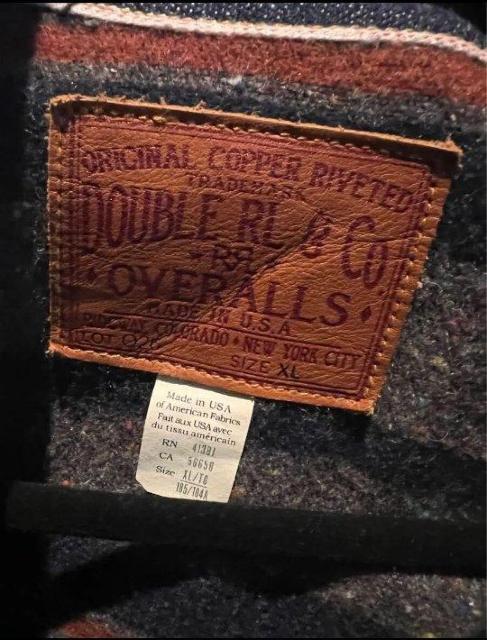 ORIGINAL COPPER RIVETED
TRADEMARK
DOUBLE RL & Co
RRL
OVERALLS
MADE IN U.S.A
RIDGWAY, COLORADO • NEW YORK CITY
LOT 02
SIZE XL
Made in USA
of American Fabrics
Fait aux USA avec
du tissu américain
RN 41381
CA 56658
Size XL/TG
185/104A